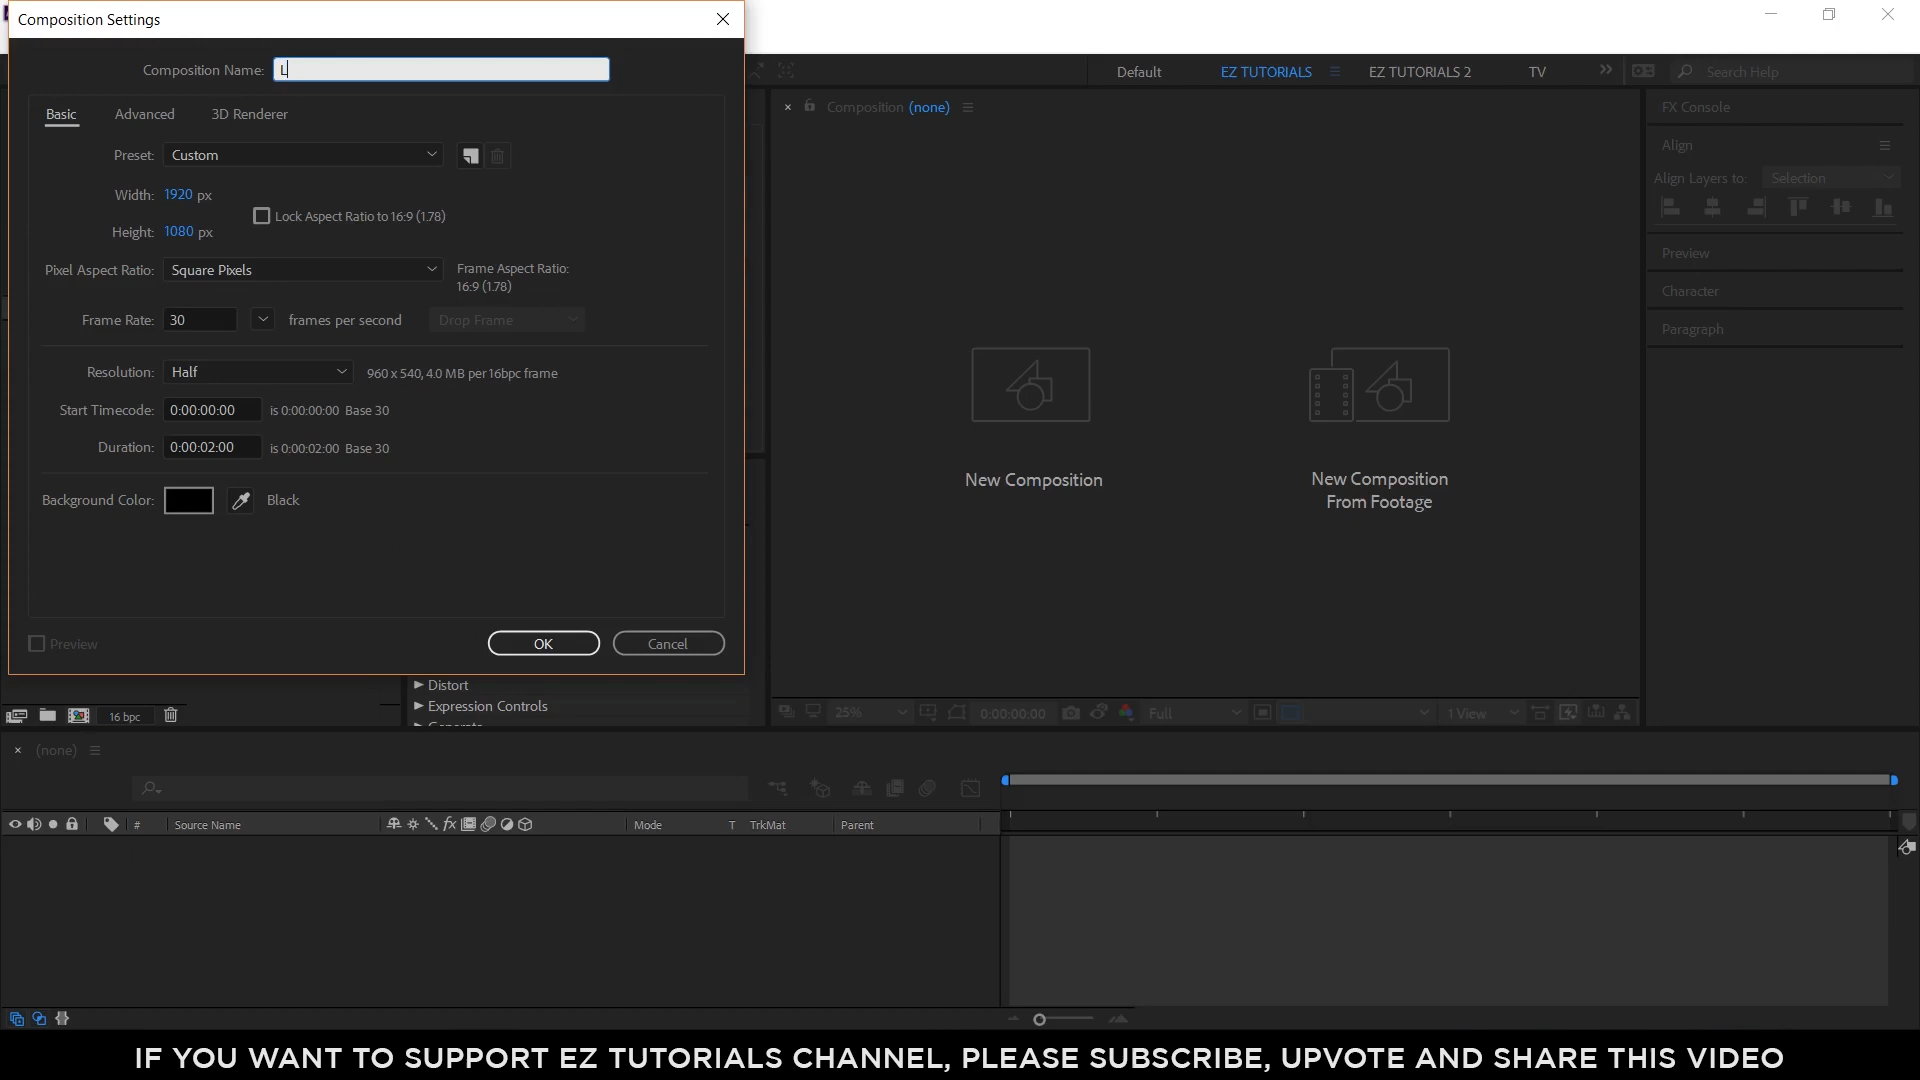 Composition Settings
Composition Name: L
Basic Advanced 3D Renderer
Preset: Custom
Width: 1920 px
Lock Aspect Ratio to 16:9 (1.78)
Height: 1080 px
Pixel Aspect Ratio: Square Pixels
Frame Aspect Ratio:
16:9 (1.78)
Frame Rate: 30 frames per second Drop Frame
Resolution: Half 960 x 540, 4.0 MB per 16bpc frame
Start Timecode: 0:00:00:00 is 0:00:00:00 Base 30
Duration: 0:00:02:00 is 0:00:02:00 Base 30
Background Color: Black
Preview
OK Cancel
Default EZ TUTORIALS EZ TUTORIALS 2 TV Search Help
Composition (none)
FX Console
Align
Align Layers to: Selection
Preview
Character
Paragraph
New Composition
New Composition
From Footage
Distort
Expression Controls
16 bpc
25% 0:00:00:00 Full 1 View
(none)
# Source Name Mode T TrkMat Parent
IF YOU WANT TO SUPPORT EZ TUTORIALS CHANNEL, PLEASE SUBSCRIBE, UPVOTE AND SHARE THIS VIDEO